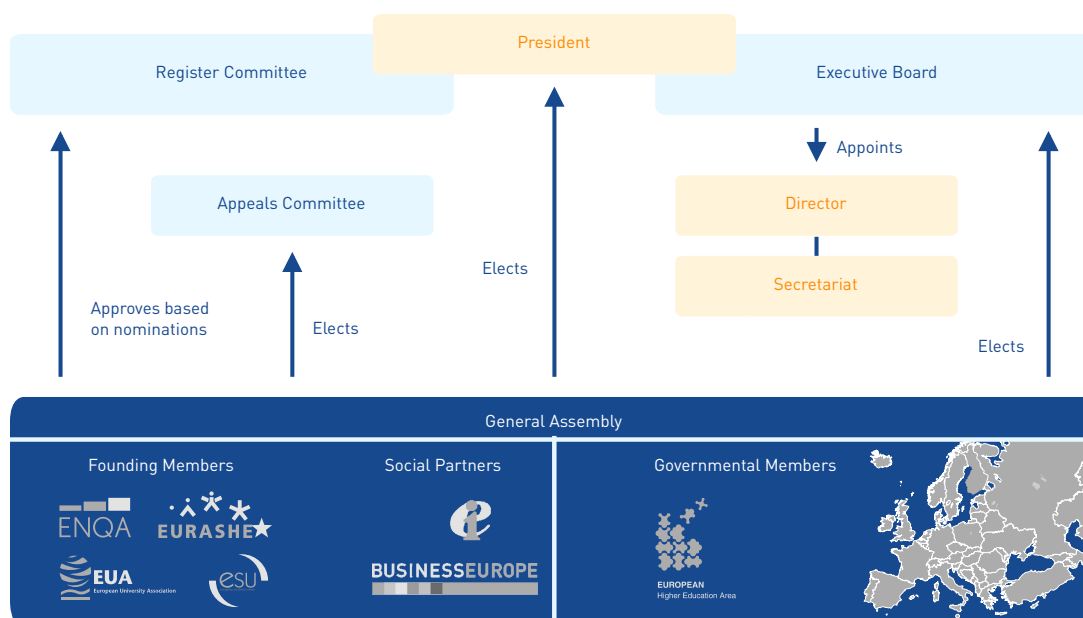 President
Register Committee
Executive Board
Appoints
Appeals Committee
Director
Elects
Secretariat
Approves based
on nominations
Elects
Elects
General Assembly
Founding Members
Social Partners
Governmental Members
ENQA
EURASHE
ei
BUSINESSEUROPE
EUA
European University Association
esu
EUROPEAN
Higher Education Area